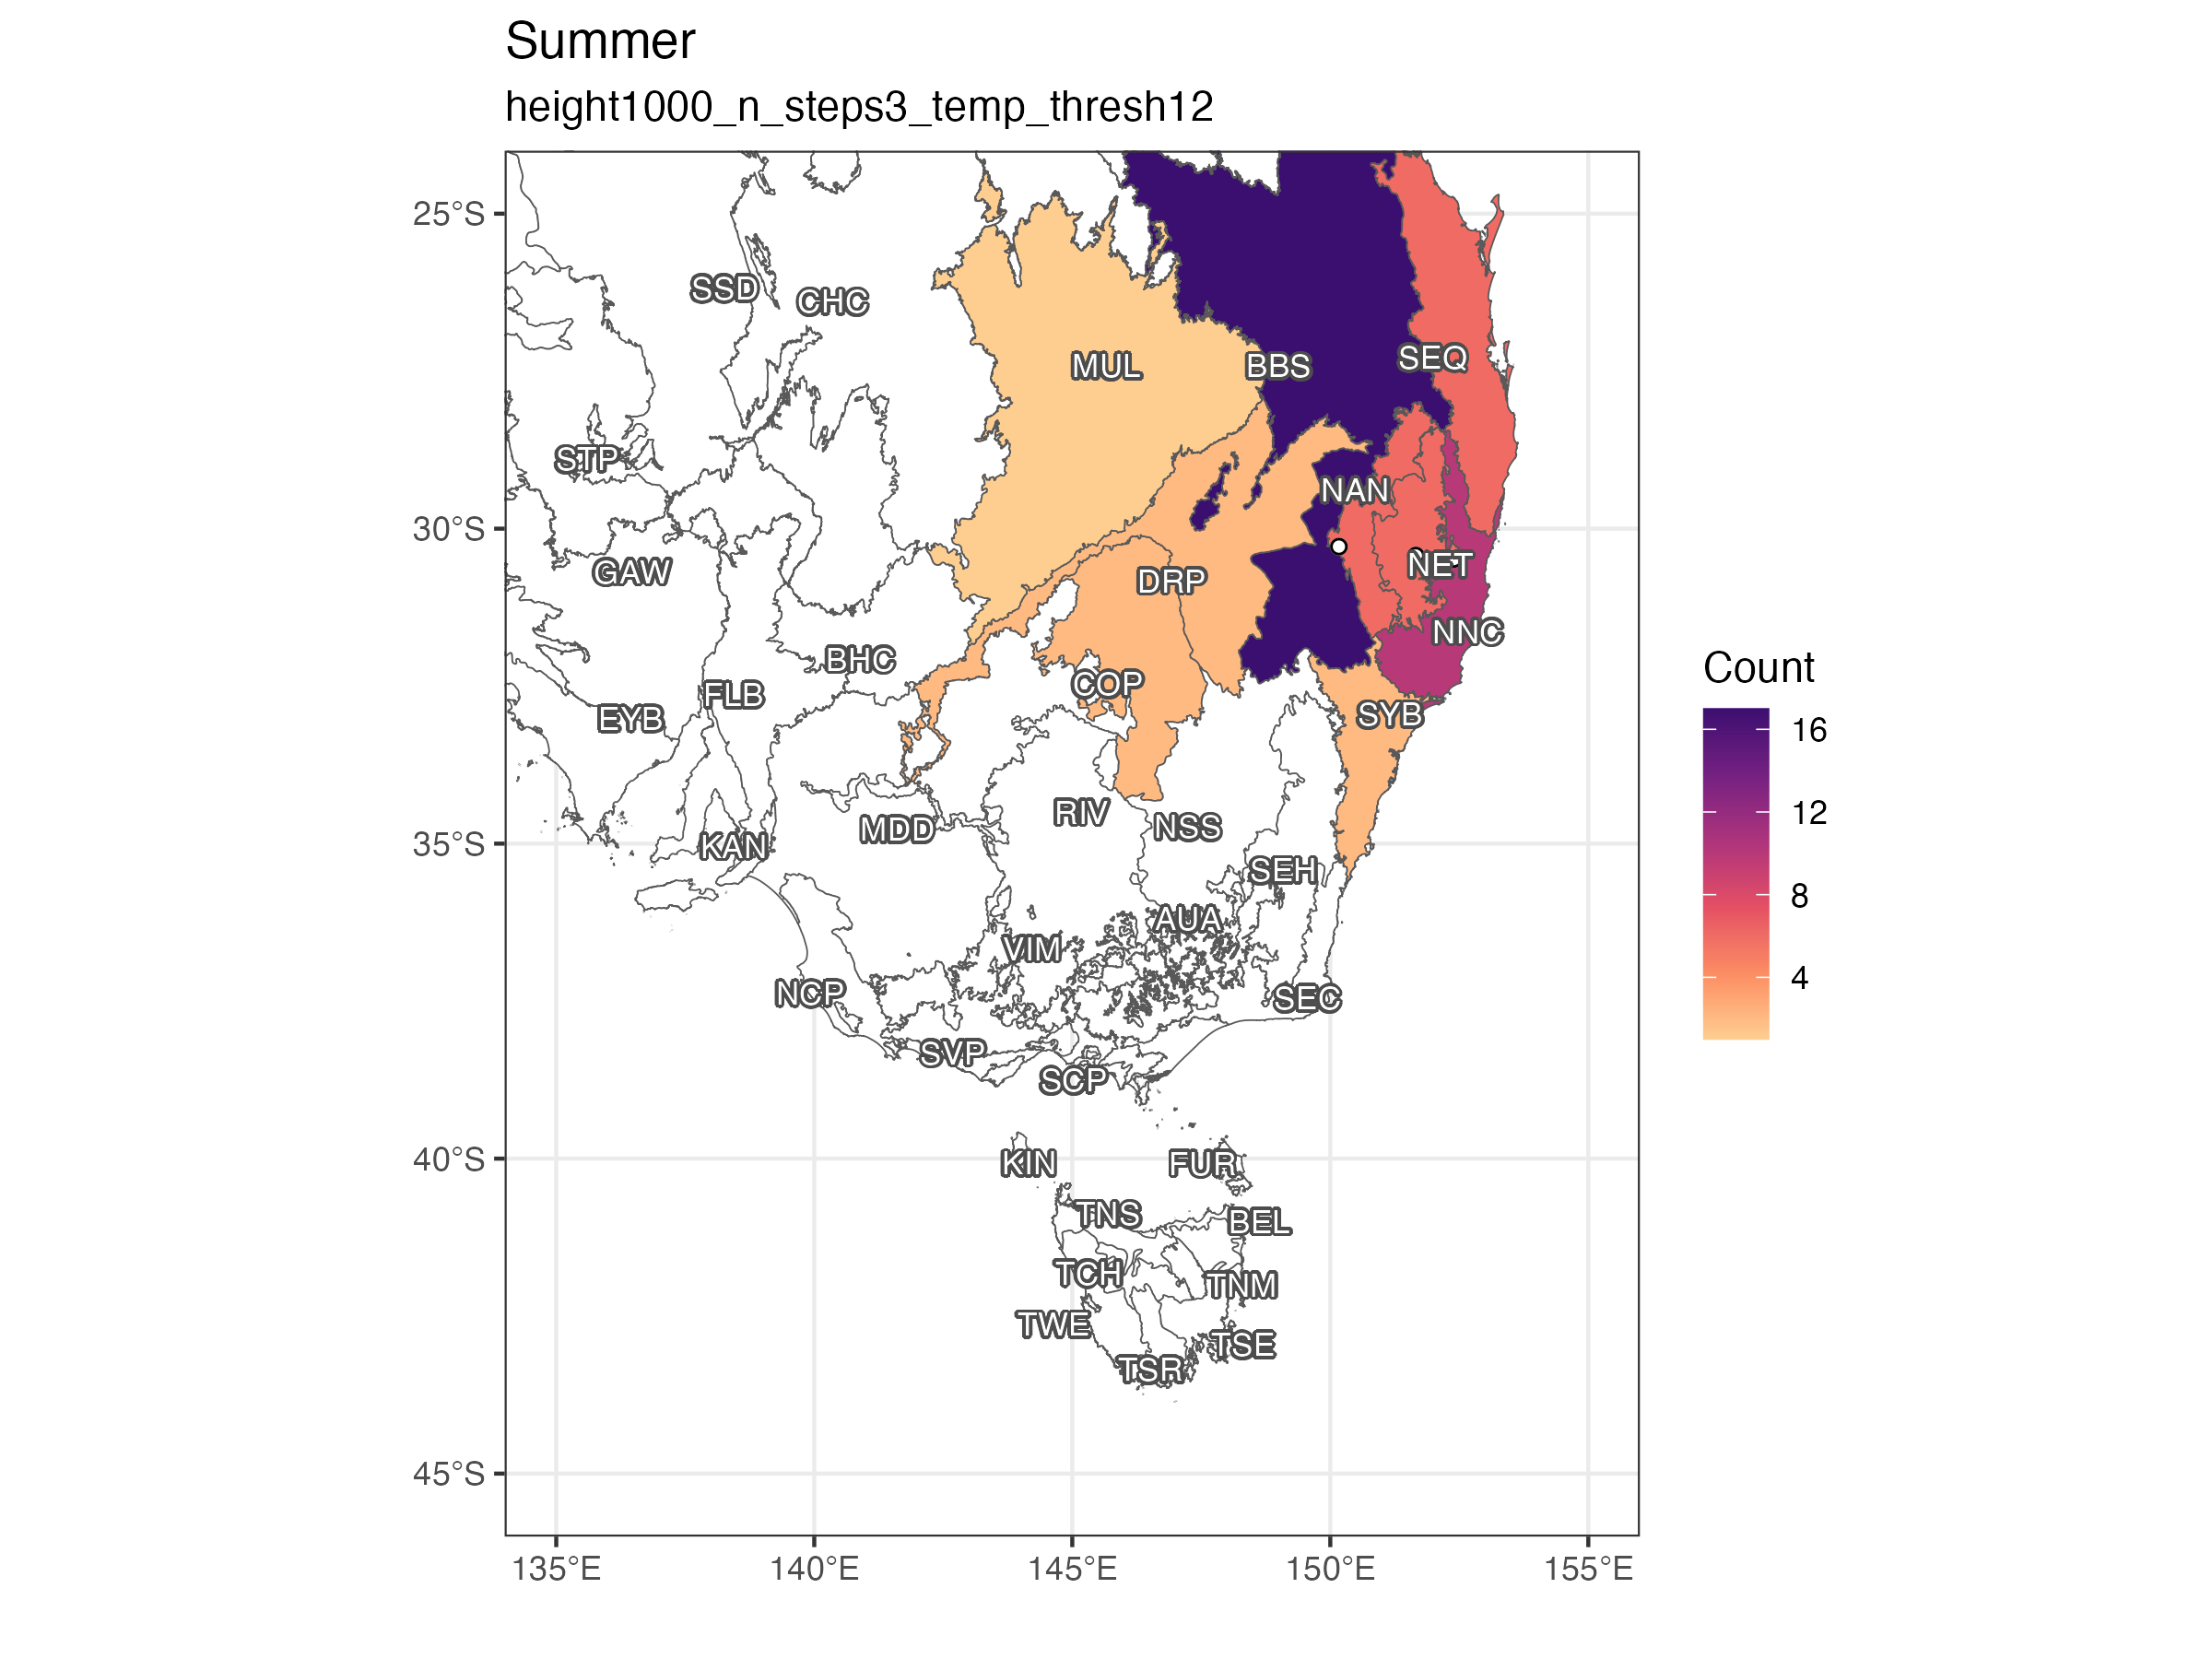 Summer
height1000_n_steps3_temp_thresh12
25°S
30°S
35°S
40°S
45°S
SSD
CHC
MUL
BBS
SEQ
STP
NAN
GAW
DRP
NET
BHC
NNC
FLB
COP
EYB
SYB
RIV
MDD
NSS
KAN
SEH
AUA
VIM
NCP
SEC
SVP
SCP
KIN
FUR
TNS
BEL
TCH
TNM
TWE
TSE
TSR
135°E
140°E
145°E
150°E
155°E
Count
16
12
8
4